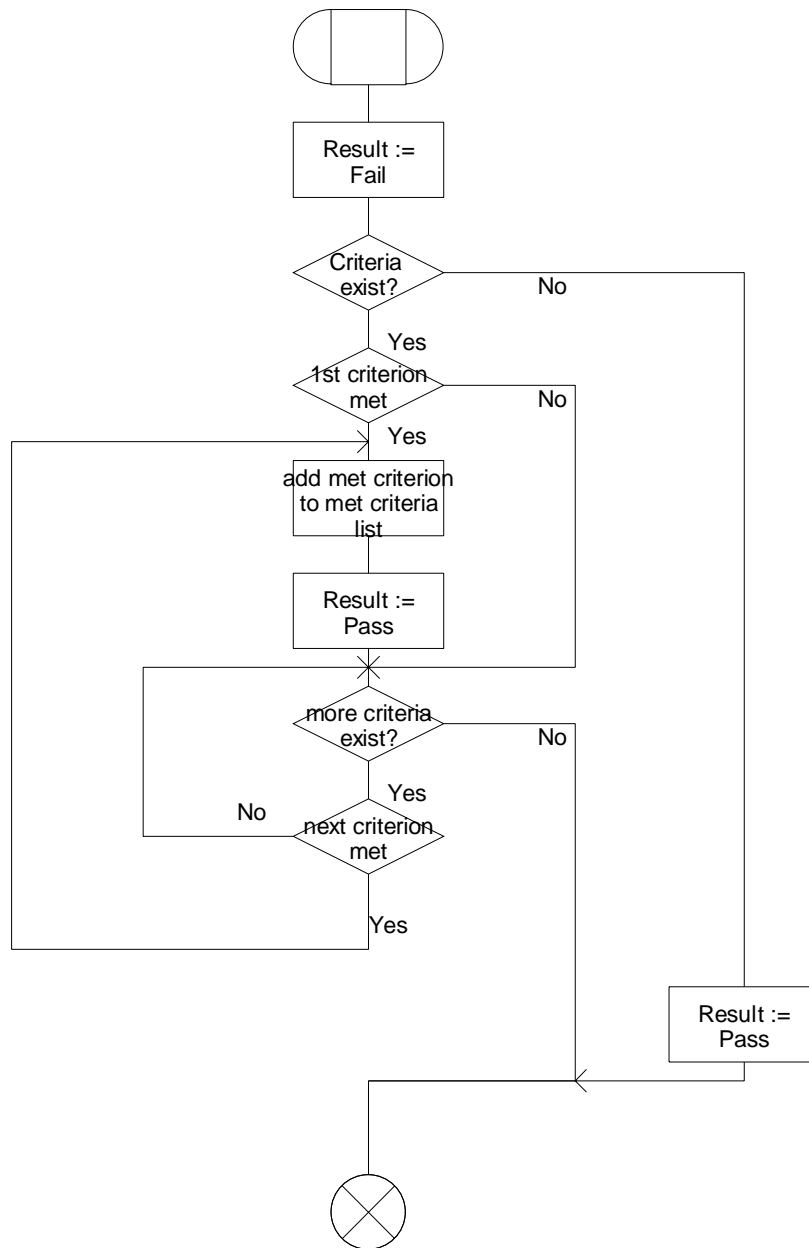 Result :=
Fail
Criteria
exist?
No
Yes
1st criterion
met
No
Yes
add met criterion
to met criteria
list
Result :=
Pass
more criteria
exist?
No
Yes
No
next criterion
met
Yes
Result :=
Pass